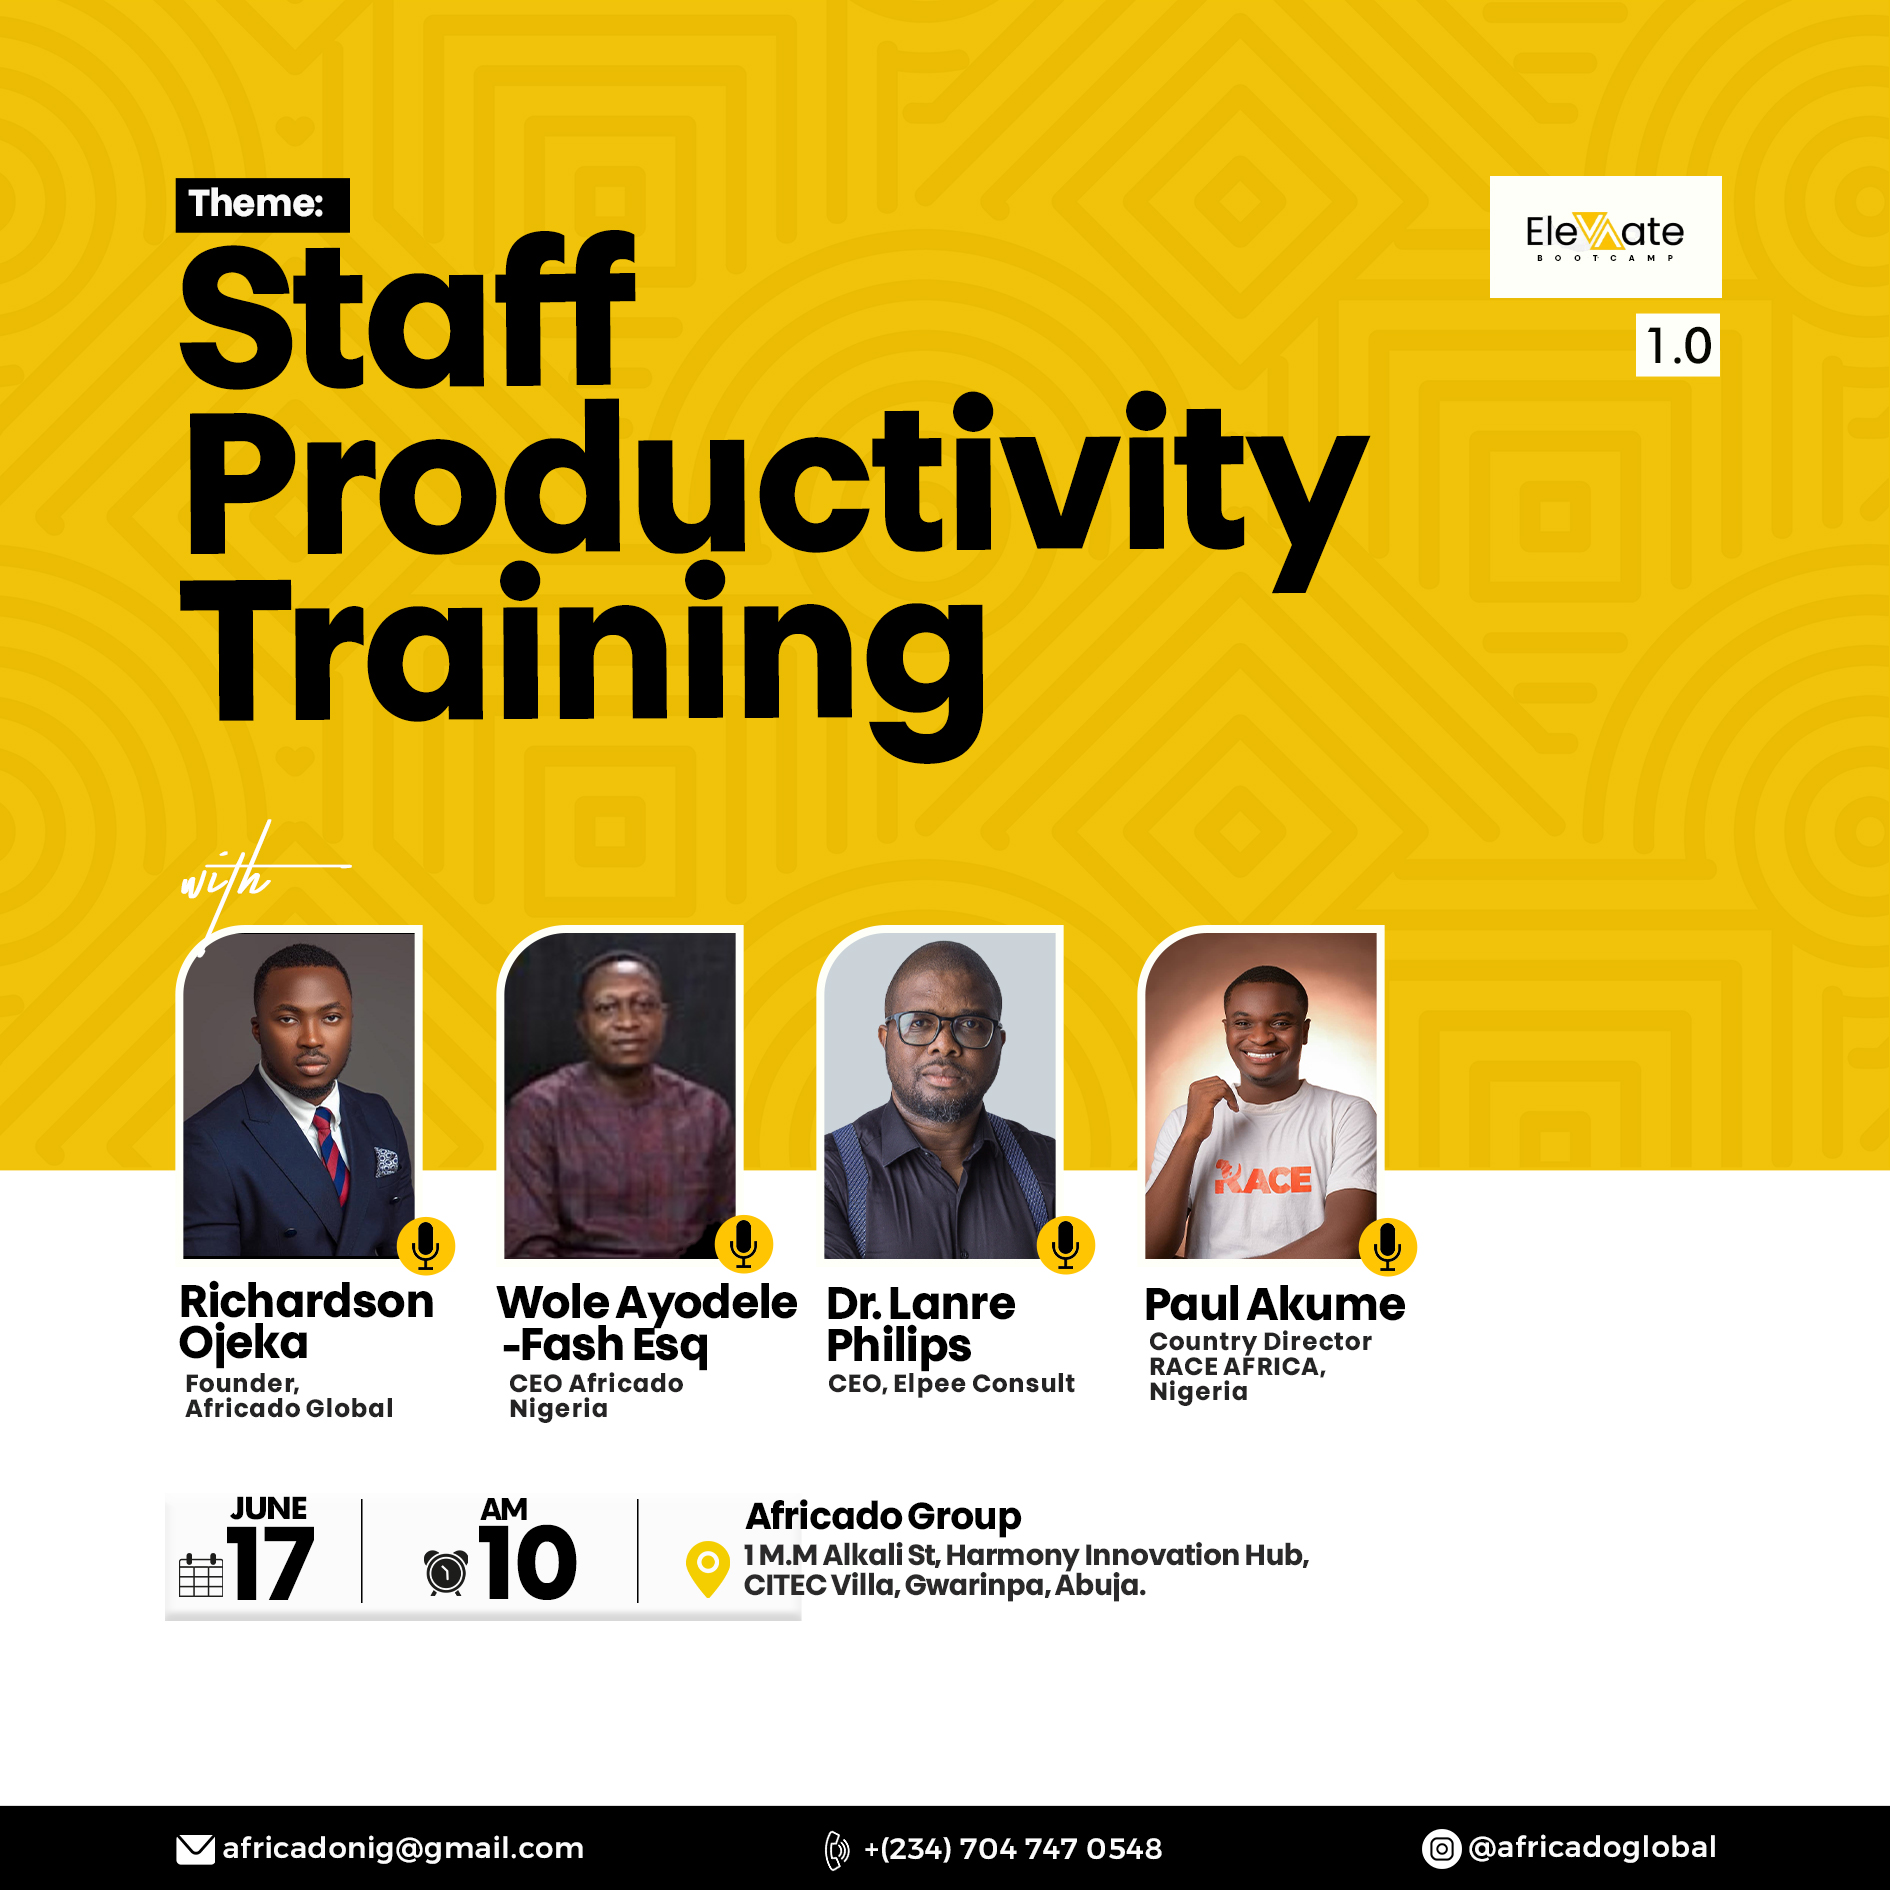 Theme:
Staff
Productivity
Training
Elevate
BOOTCAMP
1.0
with
RACE
Richardson
Ojeka
Founder,
Africado Global
Wole Ayodele
-Fash Esq
CEO Africado
Nigeria
Dr. Lanre
Philips
CEO, Elpee Consult
Paul Akume
Country Director
RACE AFRICA,
Nigeria
JUNE
17
AM
10
Africado Group
1 M.M Alkali St, Harmony Innovation Hub,
CITEC Villa, Gwarinpa, Abuja.
africadonig@gmail.com
+(234) 704 747 0548
@africadoglobal